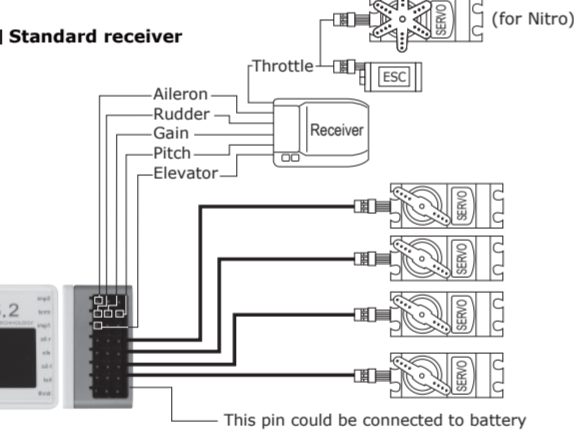 Standard receiver
(for Nitro)
SERVO
Throttle
ESC
Aileron
Rudder
Gain
Pitch
Elevator
Receiver
SERVO
SERVO
SERVO
SERVO
.2
This pin could be connected to battery